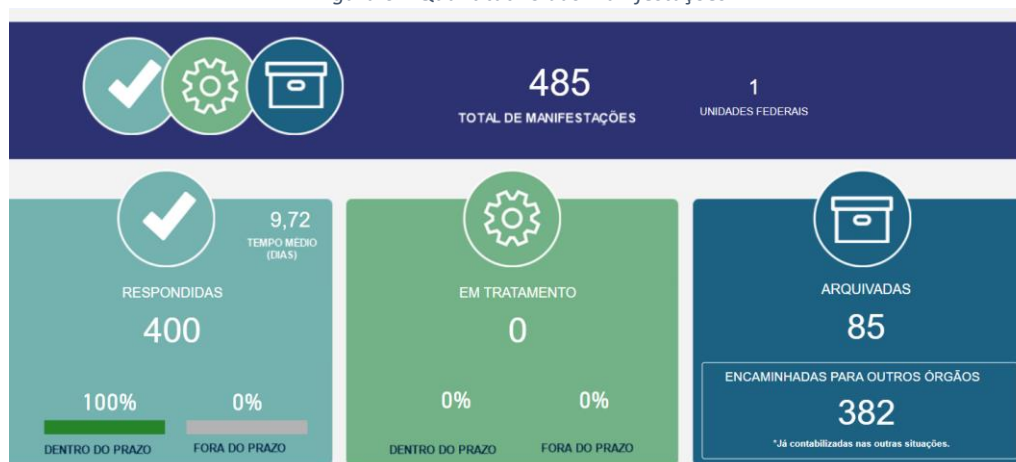 485
TOTAL DE MANIFESTAÇÕES
1
UNIDADES FEDERAIS
9,72
TEMPO MÉDIO
(DIAS)
RESPONDIDAS
400
100%
0%
DENTRO DO PRAZO
FORA DO PRAZO
EM TRATAMENTO
0
0%
0%
DENTRO DO PRAZO
FORA DO PRAZO
ARQUIVADAS
85
ENCAMINHADAS PARA OUTROS ÓRGÃOS
382
*Já contabilizadas nas outras situações.